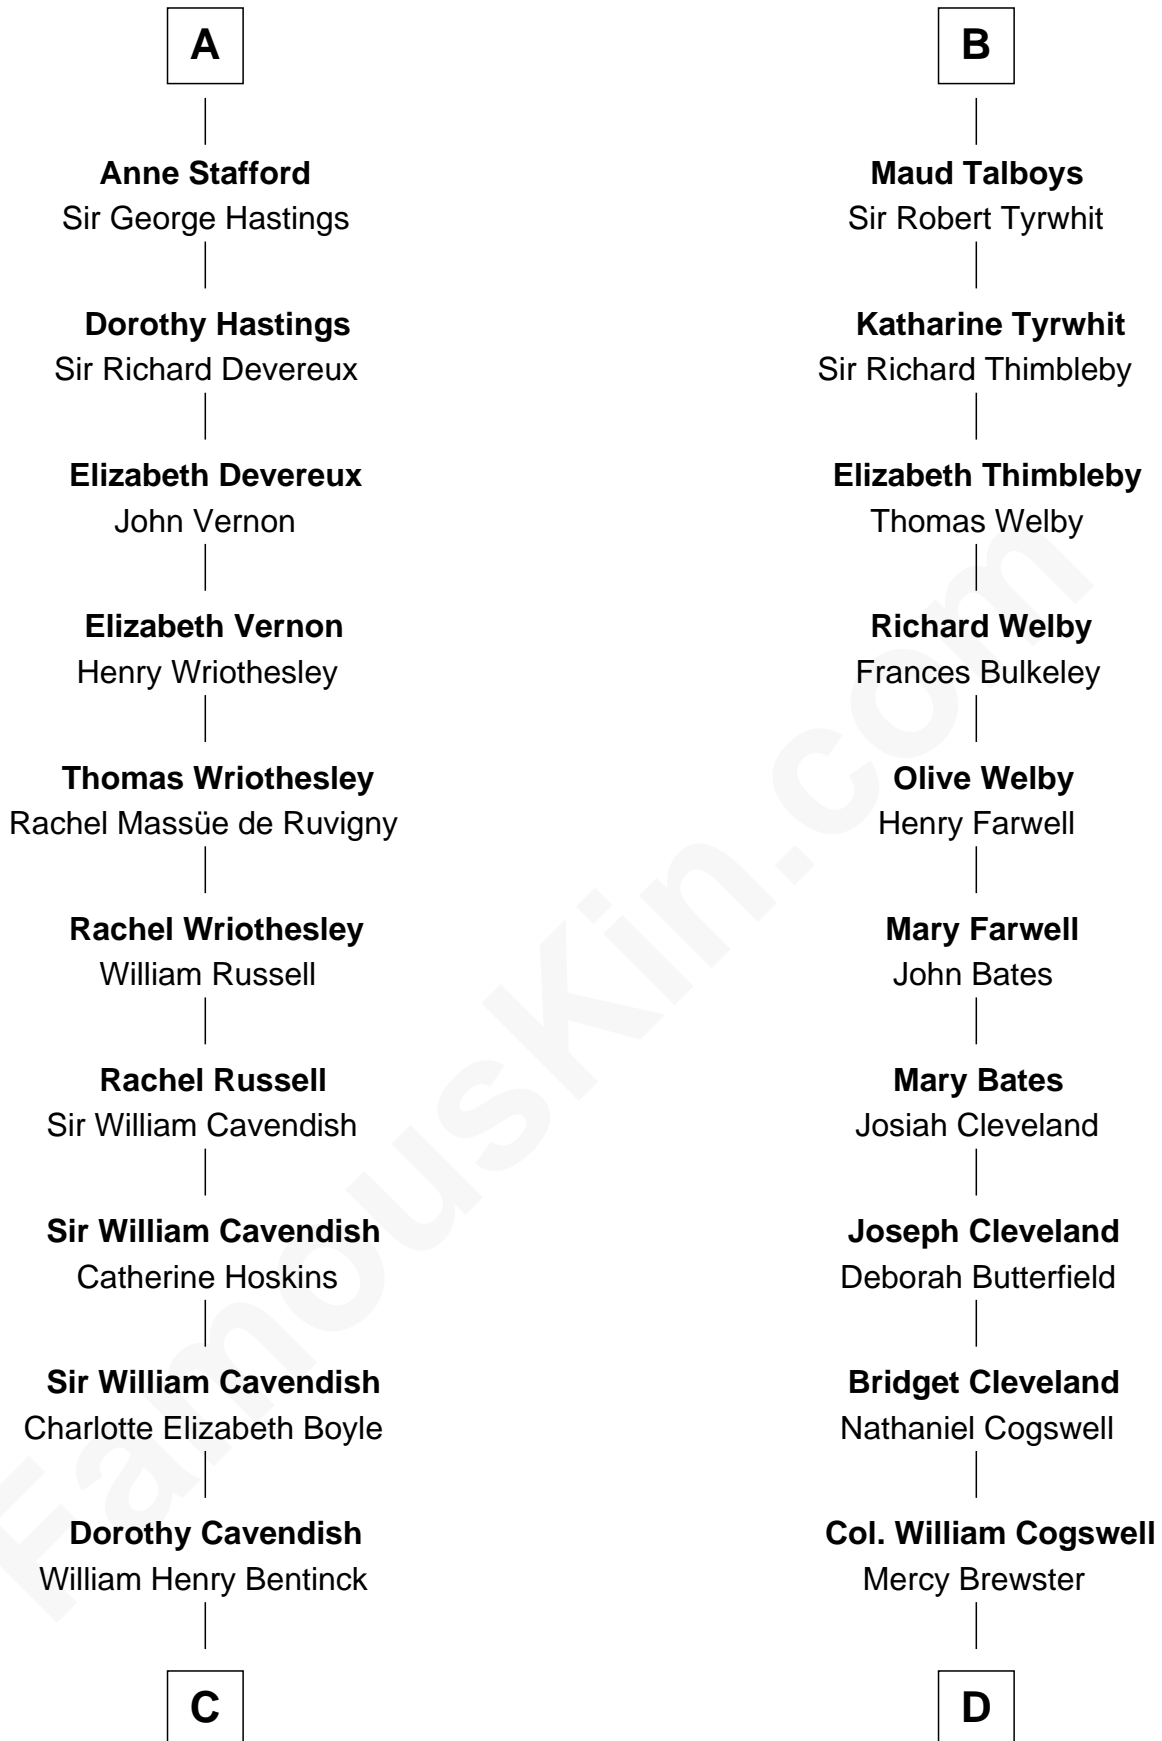 A
Anne Stafford
Sir George Hastings
Dorothy Hastings
Sir Richard Devereux
Elizabeth Devereux
John Vernon
Elizabeth Vernon
Henry Wriothesley
Thomas Wriothesley
Rachel Massüe de Ruvigny
Rachel Wriothesley
William Russell
Rachel Russell
Sir William Cavendish
Sir William Cavendish
Catherine Hoskins
Sir William Cavendish
Charlotte Elizabeth Boyle
Dorothy Cavendish
William Henry Bentinck
C
B
Maud Talboys
Sir Robert Tyrwhit
Katharine Tyrwhit
Sir Richard Thimbleby
Elizabeth Thimbleby
Thomas Welby
Richard Welby
Frances Bulkeley
Olive Welby
Henry Farwell
Mary Farwell
John Bates
Mary Bates
Josiah Cleveland
Joseph Cleveland
Deborah Butterfield
Bridget Cleveland
Nathaniel Cogswell
Col. William Cogswell
Mercy Brewster
D
FamousKin.com